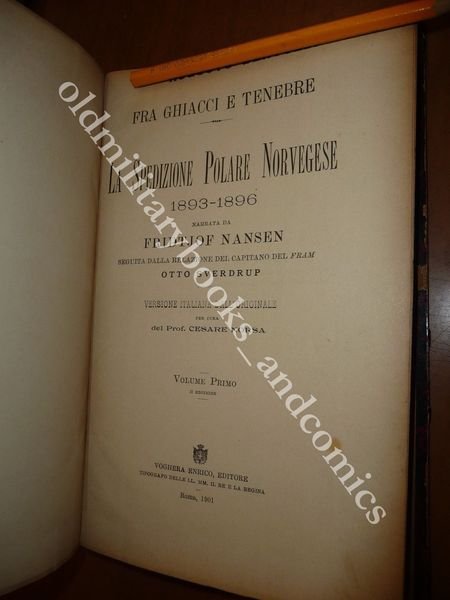 FRA GHIACCI E TENEBRE
LA SPEDIZIONE POLARE NORVEGESE
1893-1896
NARRATA DA
FRIDTJOF NANSEN
SEGUITA DALLA RELAZIONE DEL CAPITANO DEL FRAM
OTTO SVERDRUP
VERSIONE ITALIANA DALL'ORIGINALE
PER CURA
del Prof. CESARE NORSA
VOLUME PRIMO
II EDIZIONE
VOGHERA ENRICO, EDITORE
TIPOGRAFO DELLE LL. MM. IL RE E LA REGINA
Roma, 1901
oldmilitarybooks_andcomics